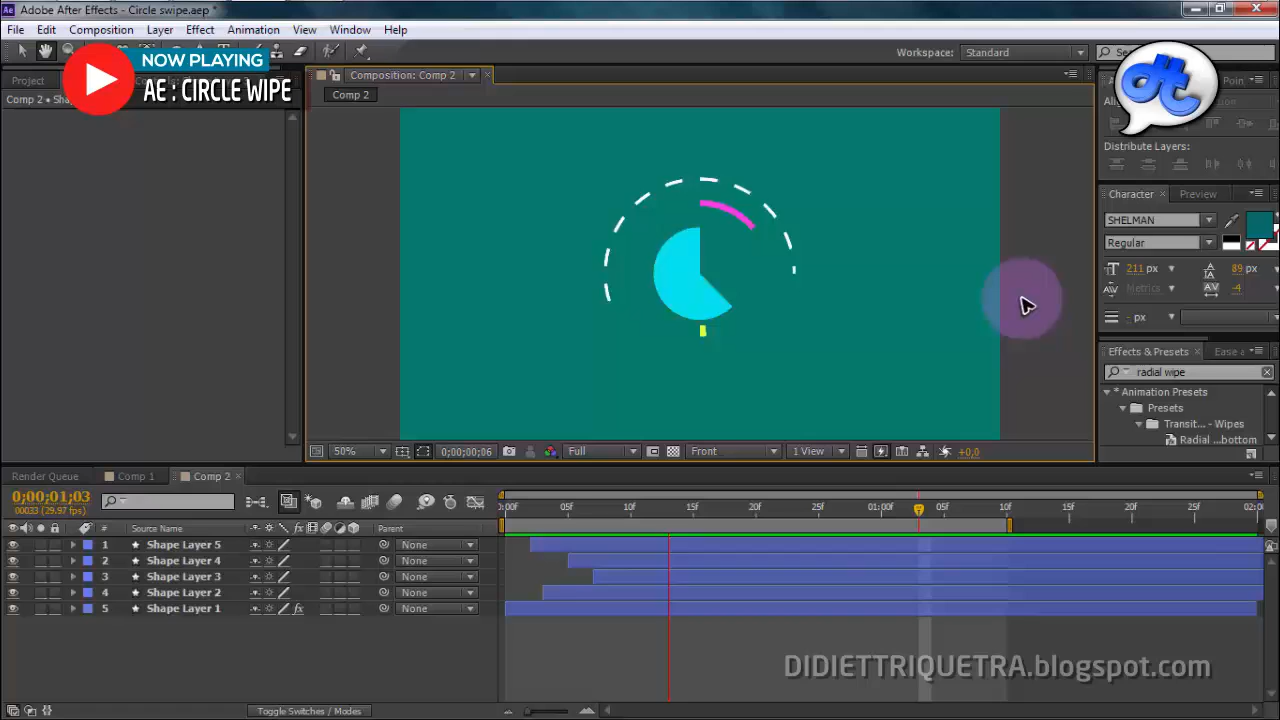 Adobe After Effects - Circle swipe.aep *
File Edit Composition Layer Effect Animation View Window Help
NOW PLAYING
AE : CIRCLE WIPE
Workspace: Standard
Project
Composition: Comp 2
Comp 2
Comp 2
dt
Distribute Layers:
Character Preview
SHELMAN
Regular
211 px
89 px
Metrics
-4
- px
Effects & Presets
radial wipe
* Animation Presets
Presets
Transit... - Wipes
Radial ...bottom
50%
0;00;00;06
Full
Front
1 View
+0,0
Render Queue Comp 1 Comp 2
0;00;01;03
00033 (29.97 fps)
:00F 05F 10F 15F 20F 25F 01:00F 05F 10F 15F 20F 25F 02:0
# Source Name Parent
1 Shape Layer 5 None
2 Shape Layer 4 None
3 Shape Layer 3 None
4 Shape Layer 2 None
5 Shape Layer 1 fx None
DIDIETTRIQUETRA.blogspot.com
Toggle Switches / Modes